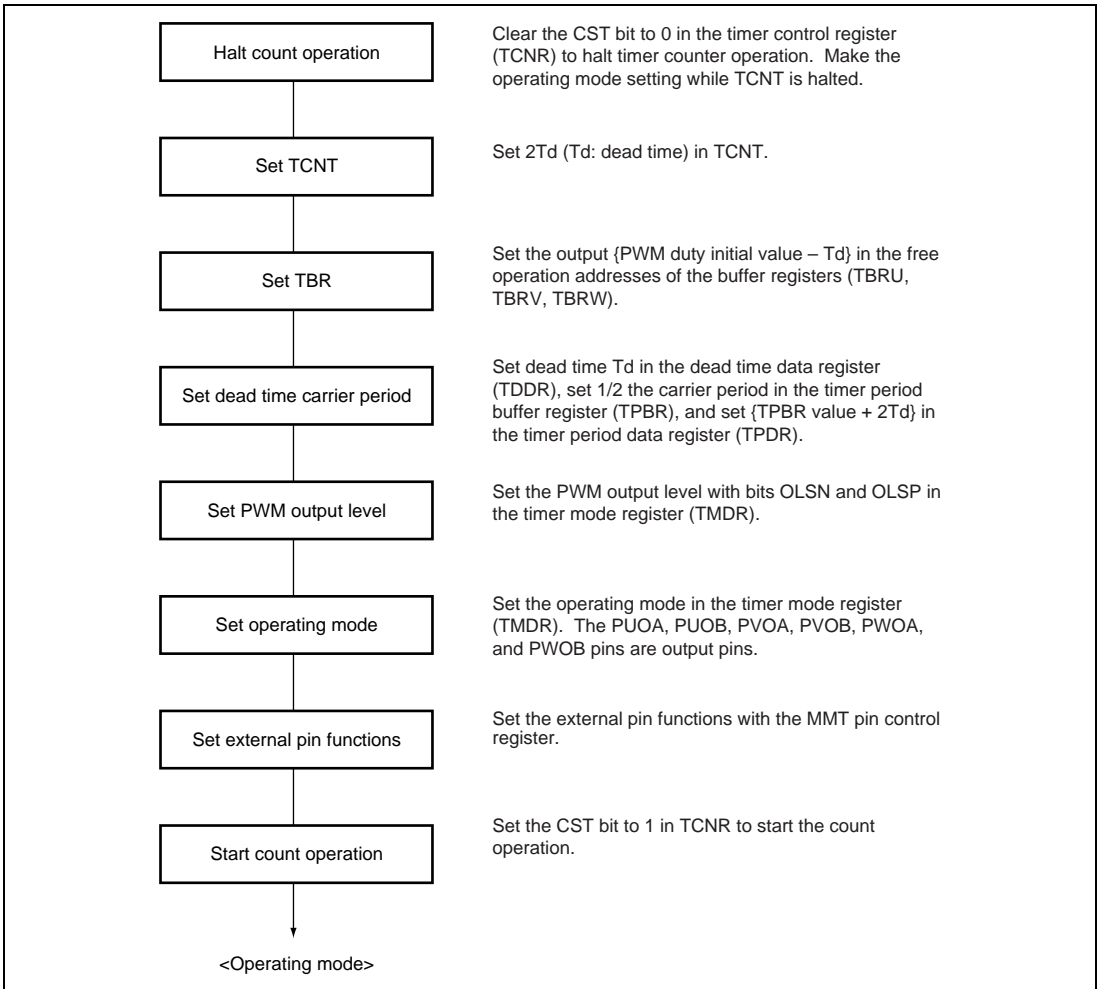 Halt count operation
Clear the CST bit to 0 in the timer control register
(TCNR) to halt timer counter operation.  Make the
operating mode setting while TCNT is halted.
Set TCNT
Set 2Td (Td: dead time) in TCNT.
Set TBR
Set the output {PWM duty initial value – Td} in the free
operation addresses of the buffer registers (TBRU,
TBRV, TBRW).
Set dead time carrier period
Set dead time Td in the dead time data register
(TDDR), set 1/2 the carrier period in the timer period
buffer register (TPBR), and set {TPBR value + 2Td} in
the timer period data register (TPDR).
Set PWM output level
Set the PWM output level with bits OLSN and OLSP in
the timer mode register (TMDR).
Set operating mode
Set the operating mode in the timer mode register
(TMDR).  The PUOA, PUOB, PVOA, PVOB, PWOA,
and PWOB pins are output pins.
Set external pin functions
Set the external pin functions with the MMT pin control
register.
Start count operation
Set the CST bit to 1 in TCNR to start the count
operation.
<Operating mode>